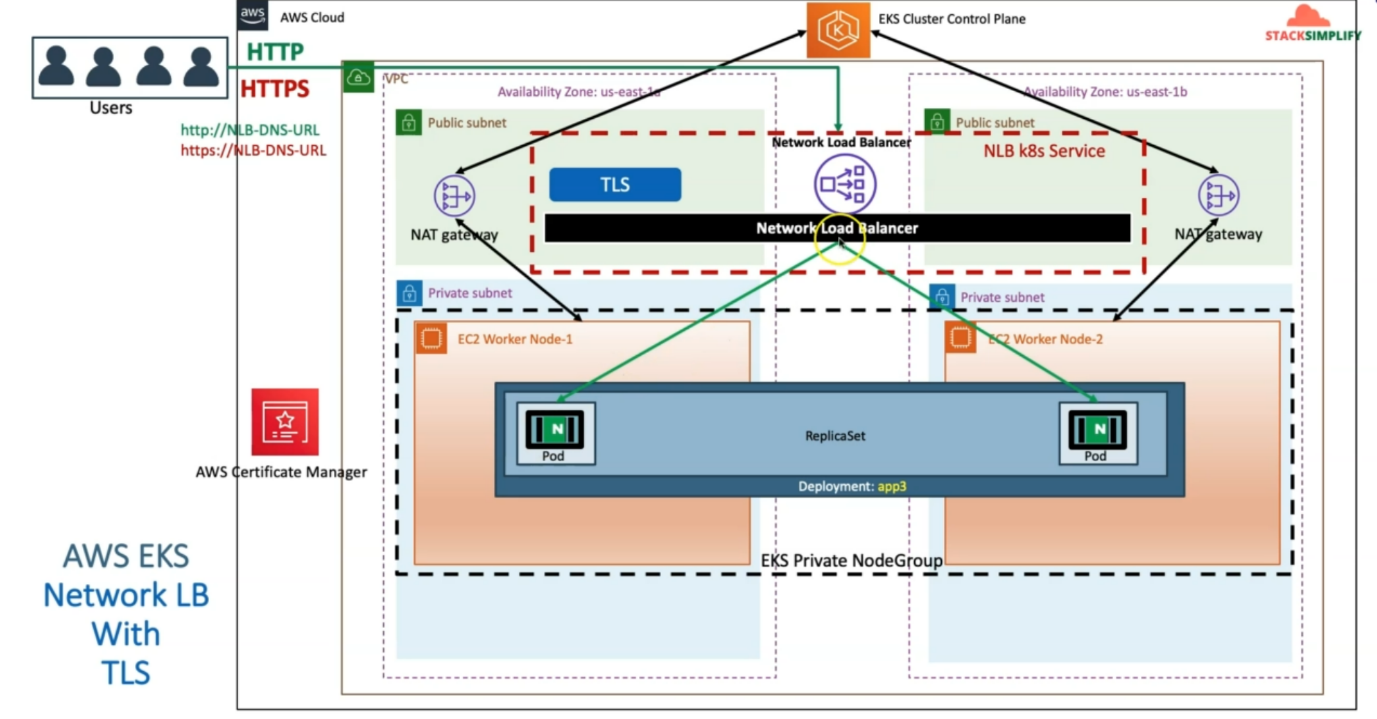 aws
AWS Cloud
EKS Cluster Control Plane
STACKSIMPLIFY
HTTP
HTTPS
Users
http://NLB-DNS-URL
https://NLB-DNS-URL
VPC
Availability Zone: us-east-1a
Availability Zone: us-east-1b
Public subnet
Public subnet
Network Load Balancer
NLB k8s Service
TLS
Network Load Balancer
NAT gateway
NAT gateway
Private subnet
Private subnet
EC2 Worker Node-1
EC2 Worker Node-2
K
N
N
Pod
ReplicaSet
Pod
Deployment: app3
AWS Certificate Manager
EKS Private NodeGroup
AWS EKS
Network LB
With
TLS